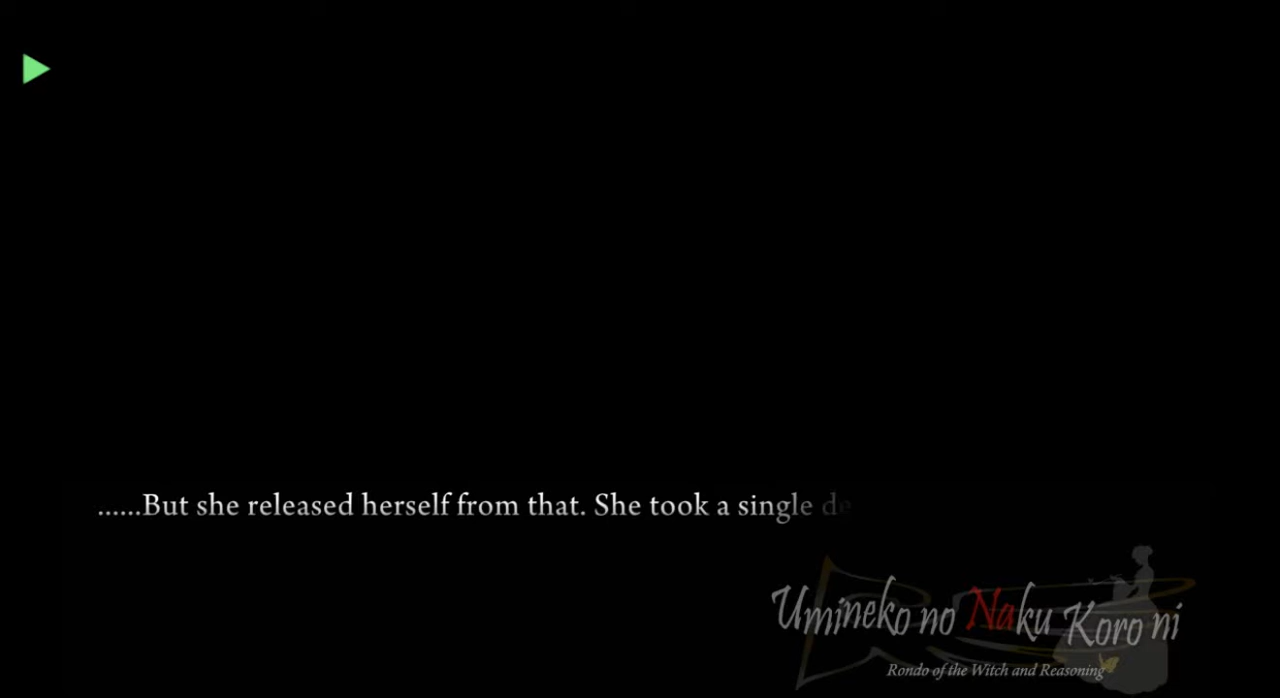 ......But she released herself from that. She took a single de
Umineko no Naku Koro ni
Rondo of the Witch and Reasoning